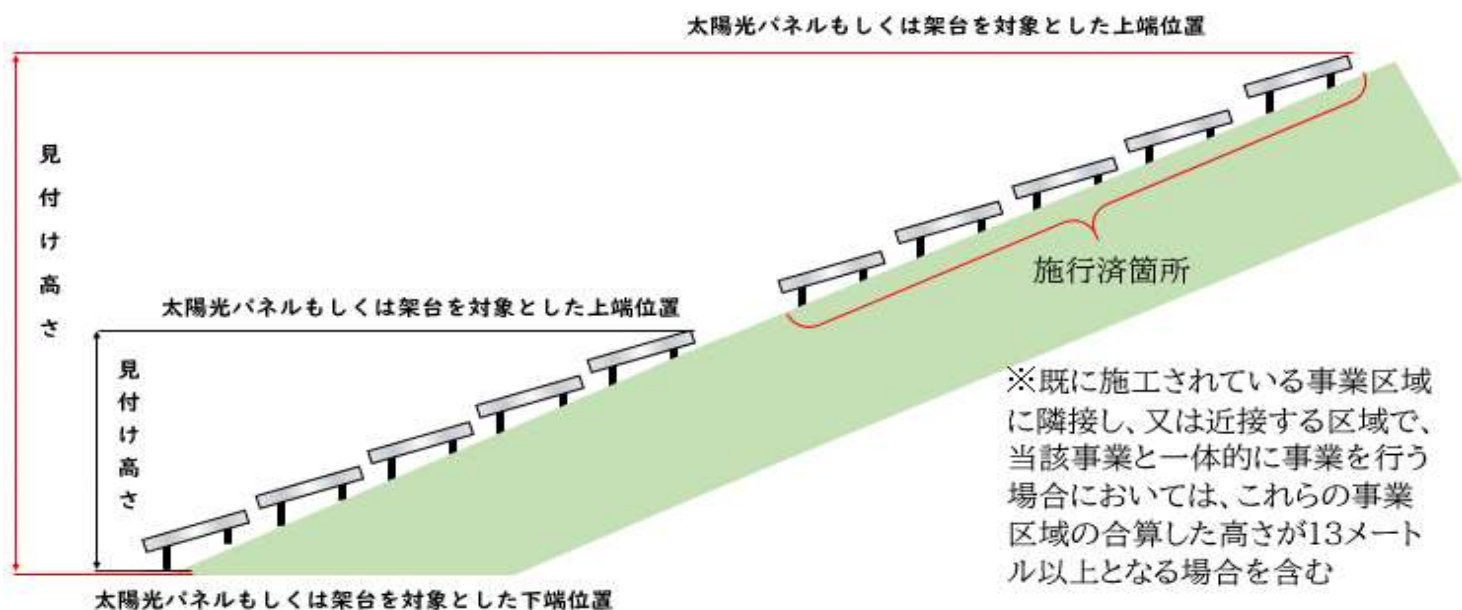 太陽光パネルもしくは架台を対象とした上端位置
見付け高さ
施行済箇所
太陽光パネルもしくは架台を対象とした上端位置
見付け高さ
※既に施工されている事業区域
に隣接し、又は近接する区域で、
当該事業と一体的に事業を行う
場合においては、これらの事業
区域の合算した高さが13メート
ル以上となる場合を含む
太陽光パネルもしくは架台を対象とした下端位置